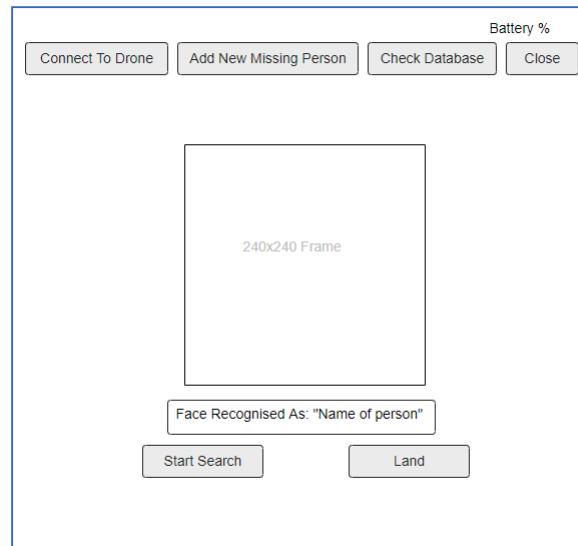 Battery %
Connect To Drone Add New Missing Person Check Database Close
240x240 Frame
Face Recognised As: "Name of person"
Start Search Land